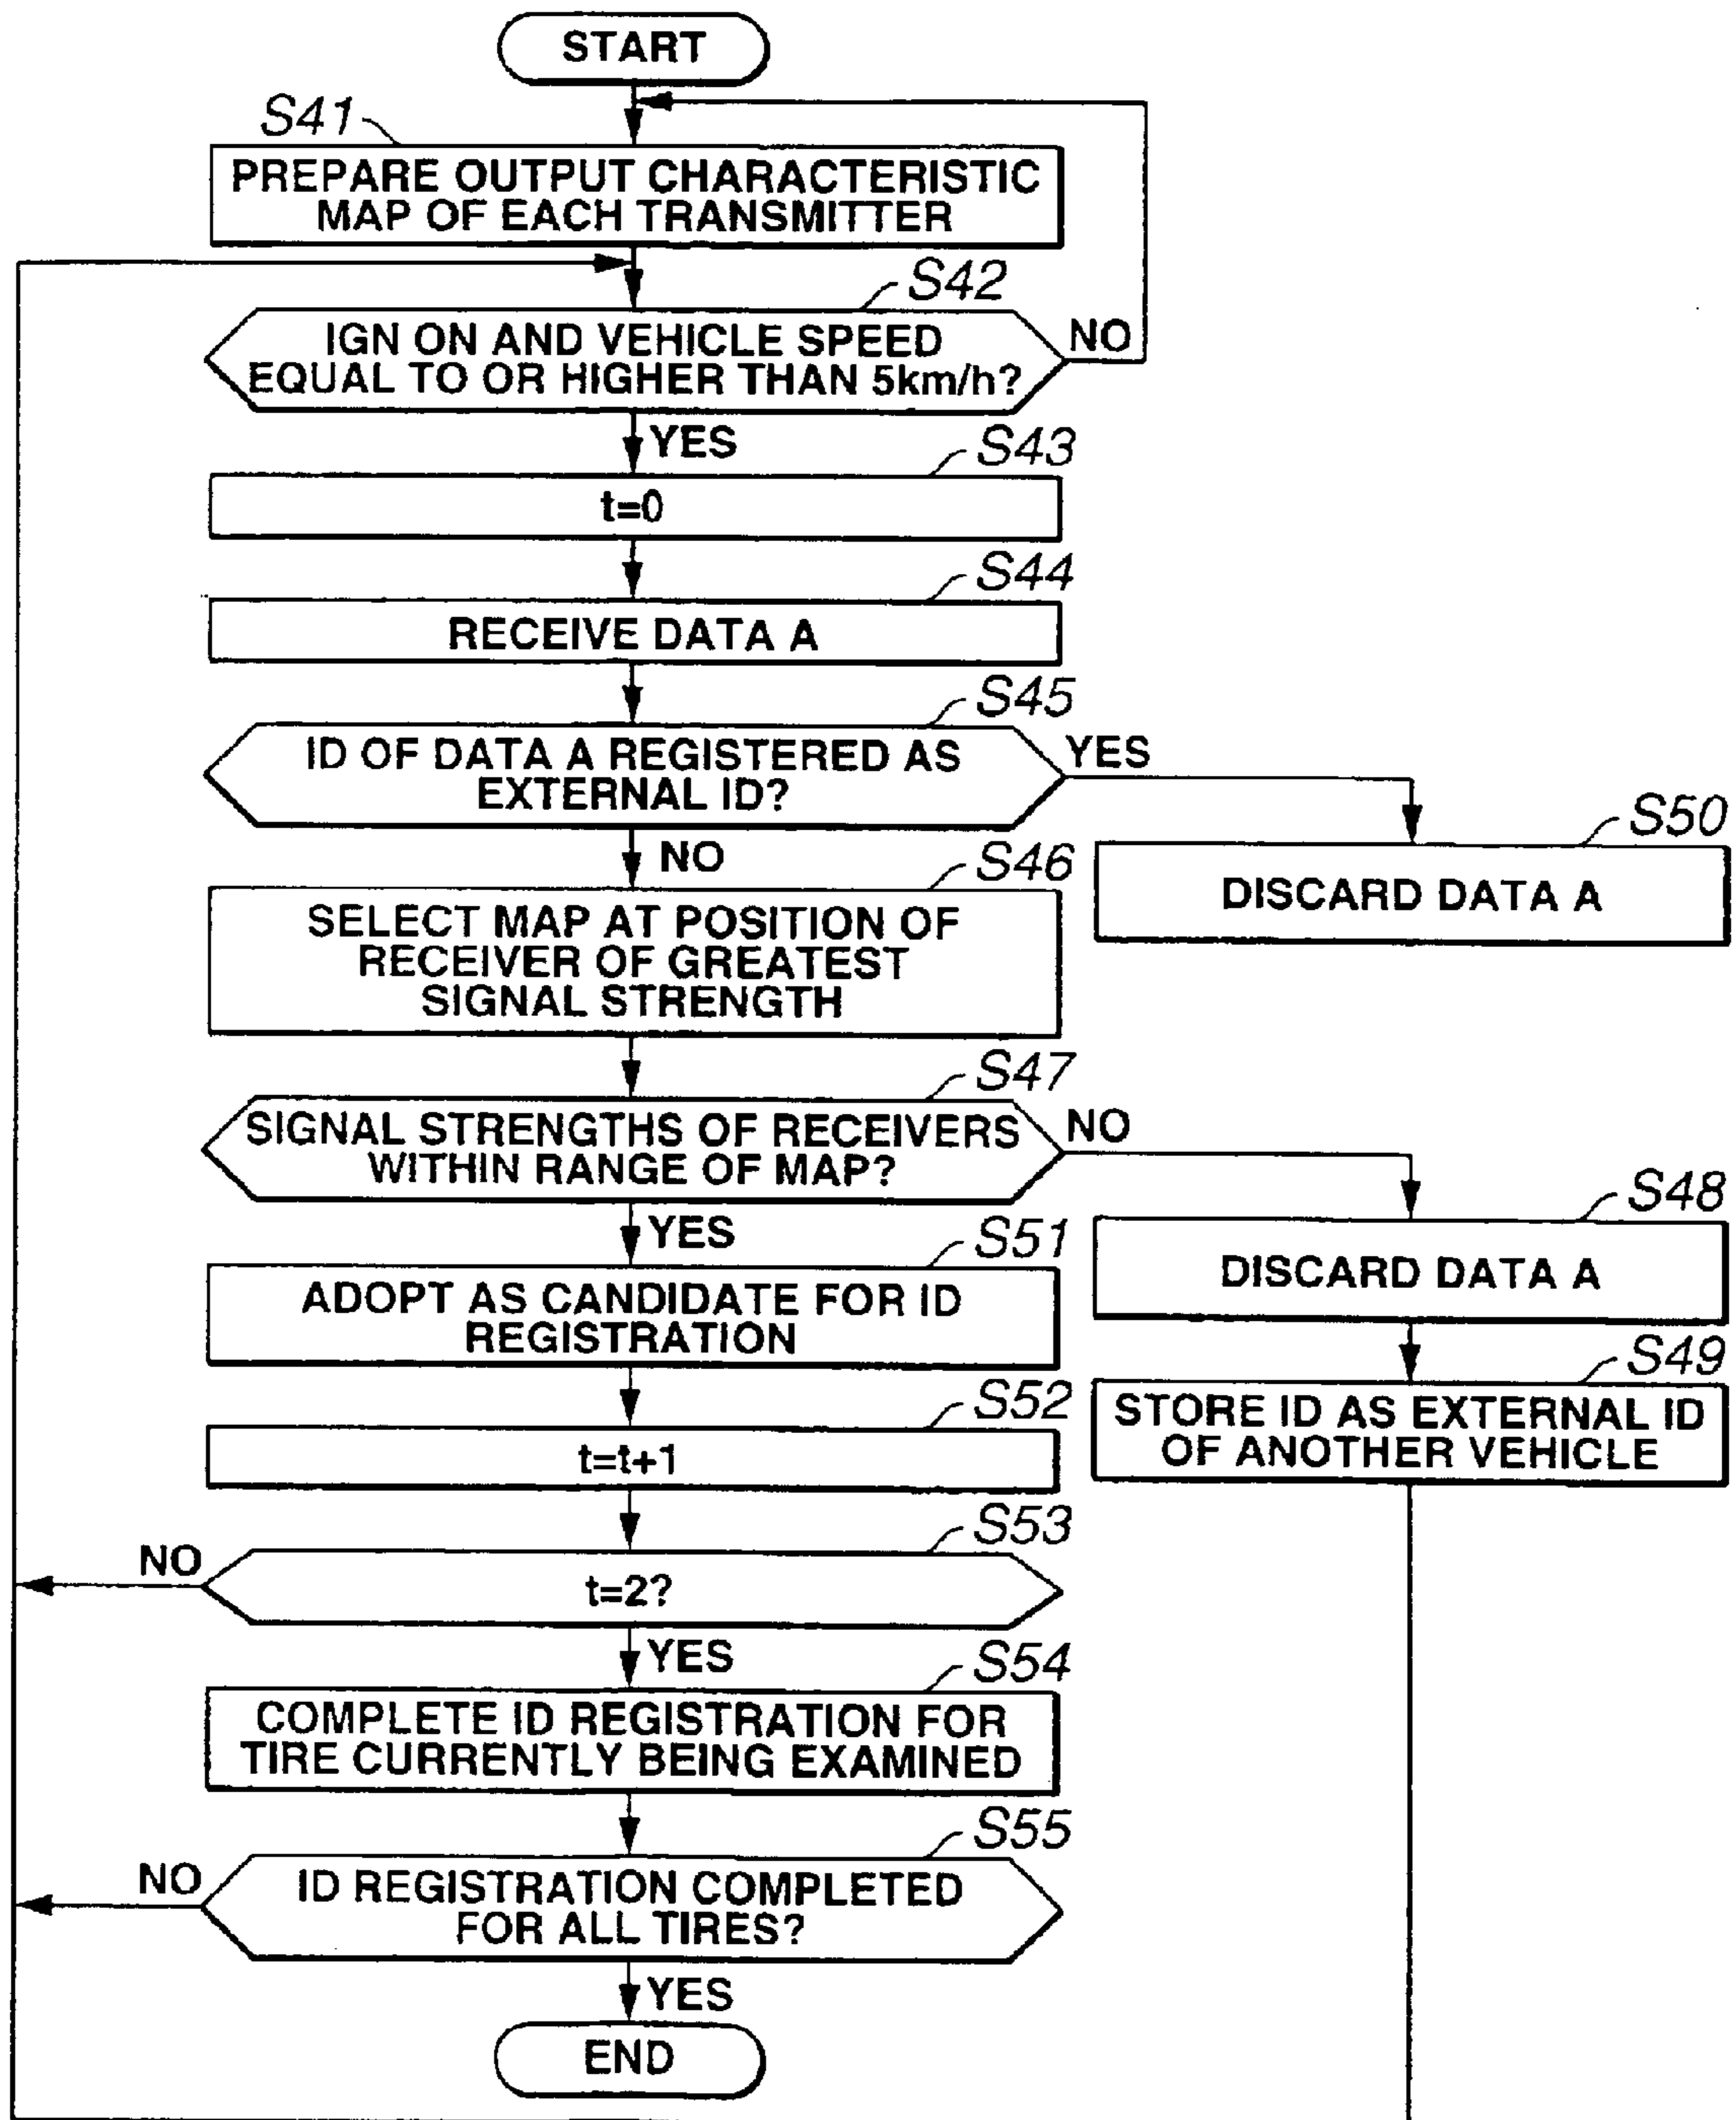 START
S41
PREPARE OUTPUT CHARACTERISTIC
MAP OF EACH TRANSMITTER
S42
IGN ON AND VEHICLE SPEED
EQUAL TO OR HIGHER THAN 5km/h?
NO
YES
S43
t=0
S44
RECEIVE DATA A
S45
ID OF DATA A REGISTERED AS
EXTERNAL ID?
YES
NO
S50
DISCARD DATA A
S46
SELECT MAP AT POSITION OF
RECEIVER OF GREATEST
SIGNAL STRENGTH
S47
SIGNAL STRENGTHS OF RECEIVERS
WITHIN RANGE OF MAP?
NO
YES
S48
DISCARD DATA A
S49
STORE ID AS EXTERNAL ID
OF ANOTHER VEHICLE
S51
ADOPT AS CANDIDATE FOR ID
REGISTRATION
S52
t=t+1
S53
NO
t=2?
YES
S54
COMPLETE ID REGISTRATION FOR
TIRE CURRENTLY BEING EXAMINED
S55
NO
ID REGISTRATION COMPLETED
FOR ALL TIRES?
YES
END